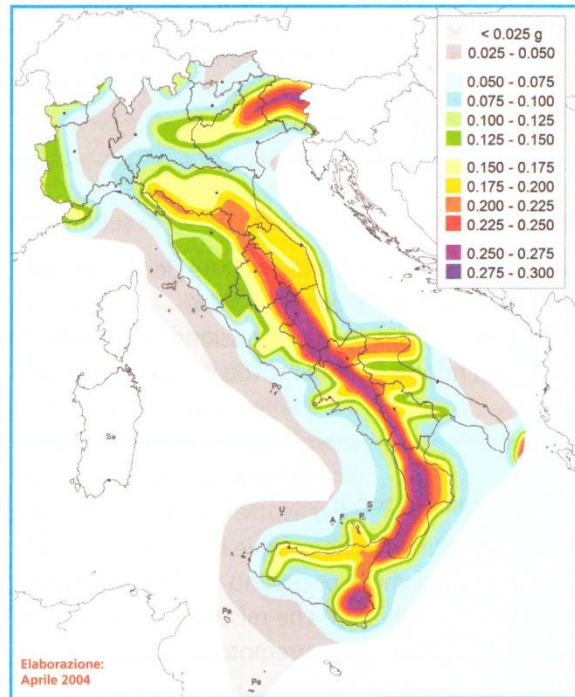 < 0.025 g
0.025 - 0.050
0.050 - 0.075
0.075 - 0.100
0.100 - 0.125
0.125 - 0.150
0.150 - 0.175
0.175 - 0.200
0.200 - 0.225
0.225 - 0.250
0.250 - 0.275
0.275 - 0.300
Po
Sa
U
A
F
P
S
Pa
Pe
Elaborazione:
Aprile 2004